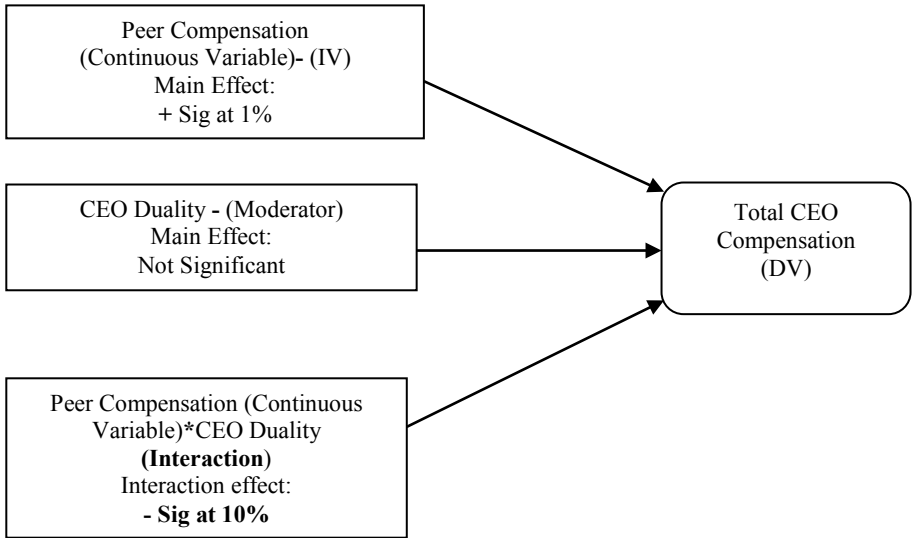 Peer Compensation
(Continuous Variable)- (IV)
Main Effect:
+ Sig at 1%
CEO Duality - (Moderator)
Main Effect:
Not Significant
Total CEO
Compensation
(DV)
Peer Compensation (Continuous
Variable)*CEO Duality
(Interaction)
Interaction effect:
- Sig at 10%